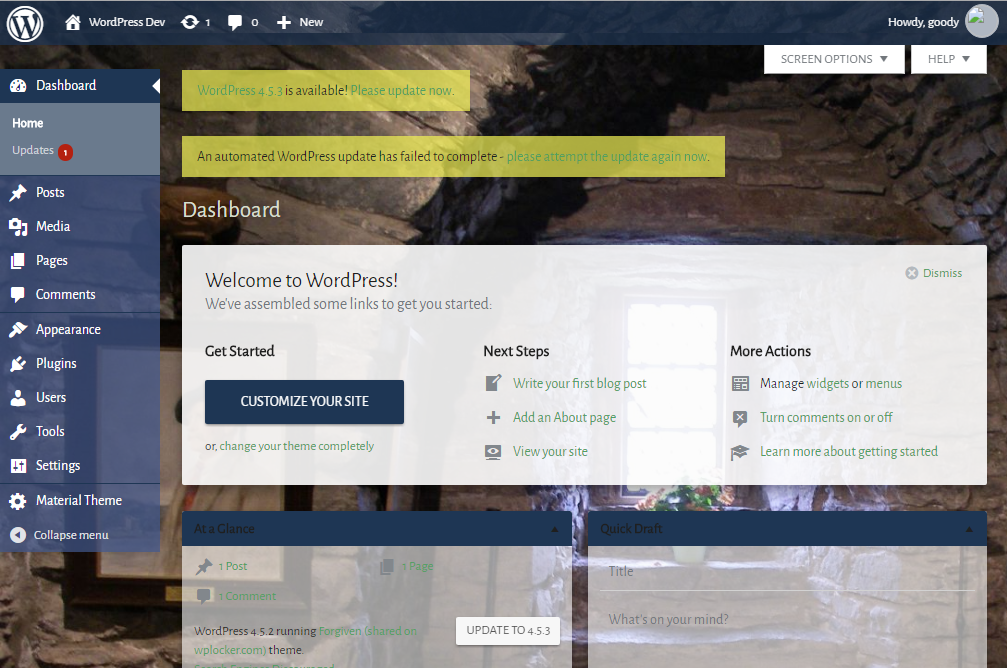 WordPress Dev 1 0 New
Howdy, goody
SCREEN OPTIONS
HELP
Dashboard
Home
Updates 1
Posts
Media
Pages
Comments
Appearance
Plugins
Users
Tools
Settings
Material Theme
Collapse menu
WordPress 4.5.3 is available! Please update now.
An automated WordPress update has failed to complete - please attempt the update again now.
Dashboard
Welcome to WordPress!
Dismiss
We've assembled some links to get you started:
Get Started
CUSTOMIZE YOUR SITE
or, change your theme completely
Next Steps
Write your first blog post
Add an About page
View your site
More Actions
Manage widgets or menus
Turn comments on or off
Learn more about getting started
At a Glance
1 Post
1 Page
1 Comment
WordPress 4.5.2 running Forgiven (shared on
wplocker.com) theme.
UPDATE TO 4.5.3
Quick Draft
Title
What's on your mind?